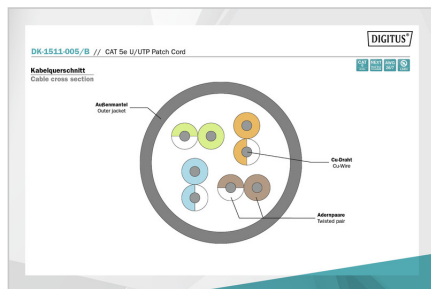 DIGITUS®
DK-1511-005/B // CAT 5e U/UTP Patch Cord
Kabelquerschnitt
Cable cross section
Außenmantel
Outer jacket
Cu-Draht
Cu-Wire
Adernpaare
Twisted pair